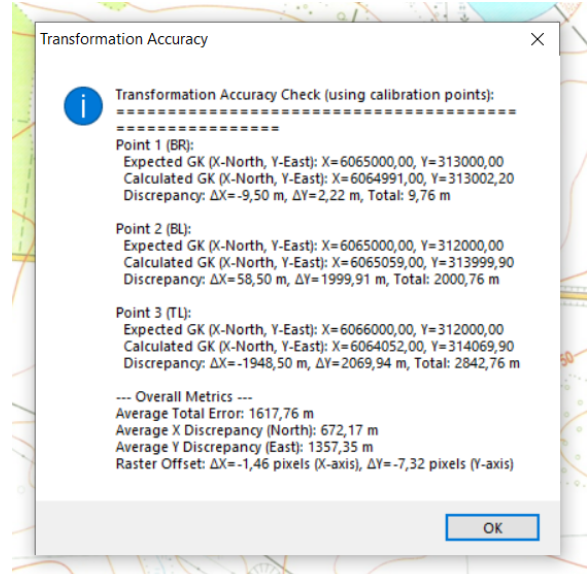 Transformation Accuracy
Transformation Accuracy Check (using calibration points):
=======================================
================
Point 1 (BR):
Expected GK (X-North, Y-East): X=6065000,00, Y=313000,00
Calculated GK (X-North, Y-East): X=6064991,00, Y=313002,20
Discrepancy: ΔX=-9,50 m, ΔY=2,22 m, Total: 9,76 m
Point 2 (BL):
Expected GK (X-North, Y-East): X=6065000,00, Y=312000,00
Calculated GK (X-North, Y-East): X=6065059,00, Y=313999,90
Discrepancy: ΔX=58,50 m, ΔY=1999,91 m, Total: 2000,76 m
Point 3 (TL):
Expected GK (X-North, Y-East): X=6066000,00, Y=312000,00
Calculated GK (X-North, Y-East): X=6064052,00, Y=314069,90
Discrepancy: ΔX=-1948,50 m, ΔY=2069,94 m, Total: 2842,76 m
--- Overall Metrics ---
Average Total Error: 1617,76 m
Average X Discrepancy (North): 672,17 m
Average Y Discrepancy (East): 1357,35 m
Raster Offset: ΔX=-1,46 pixels (X-axis), ΔY=-7,32 pixels (Y-axis)
OK